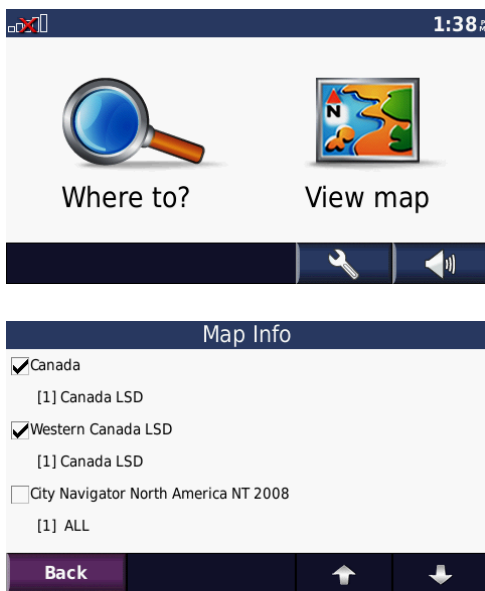 1:38 PM
N
Where to?
View map
Map Info
Canada
[1] Canada LSD
Western Canada LSD
[1] Canada LSD
City Navigator North America NT 2008
[1] ALL
Back